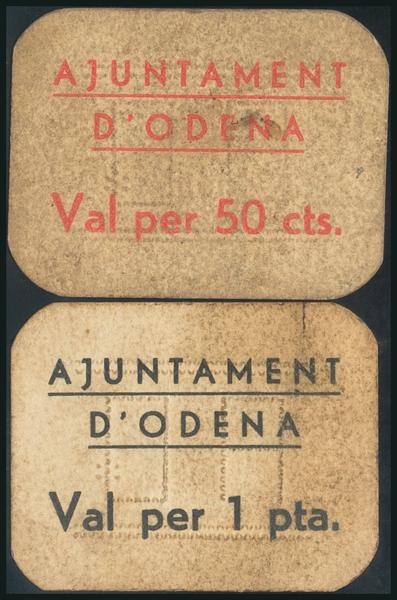 AJUNTAMENT
D'ODENA
Val per 50 cts.
AJUNTAMENT
D'ODENA
Val per 1 pta.